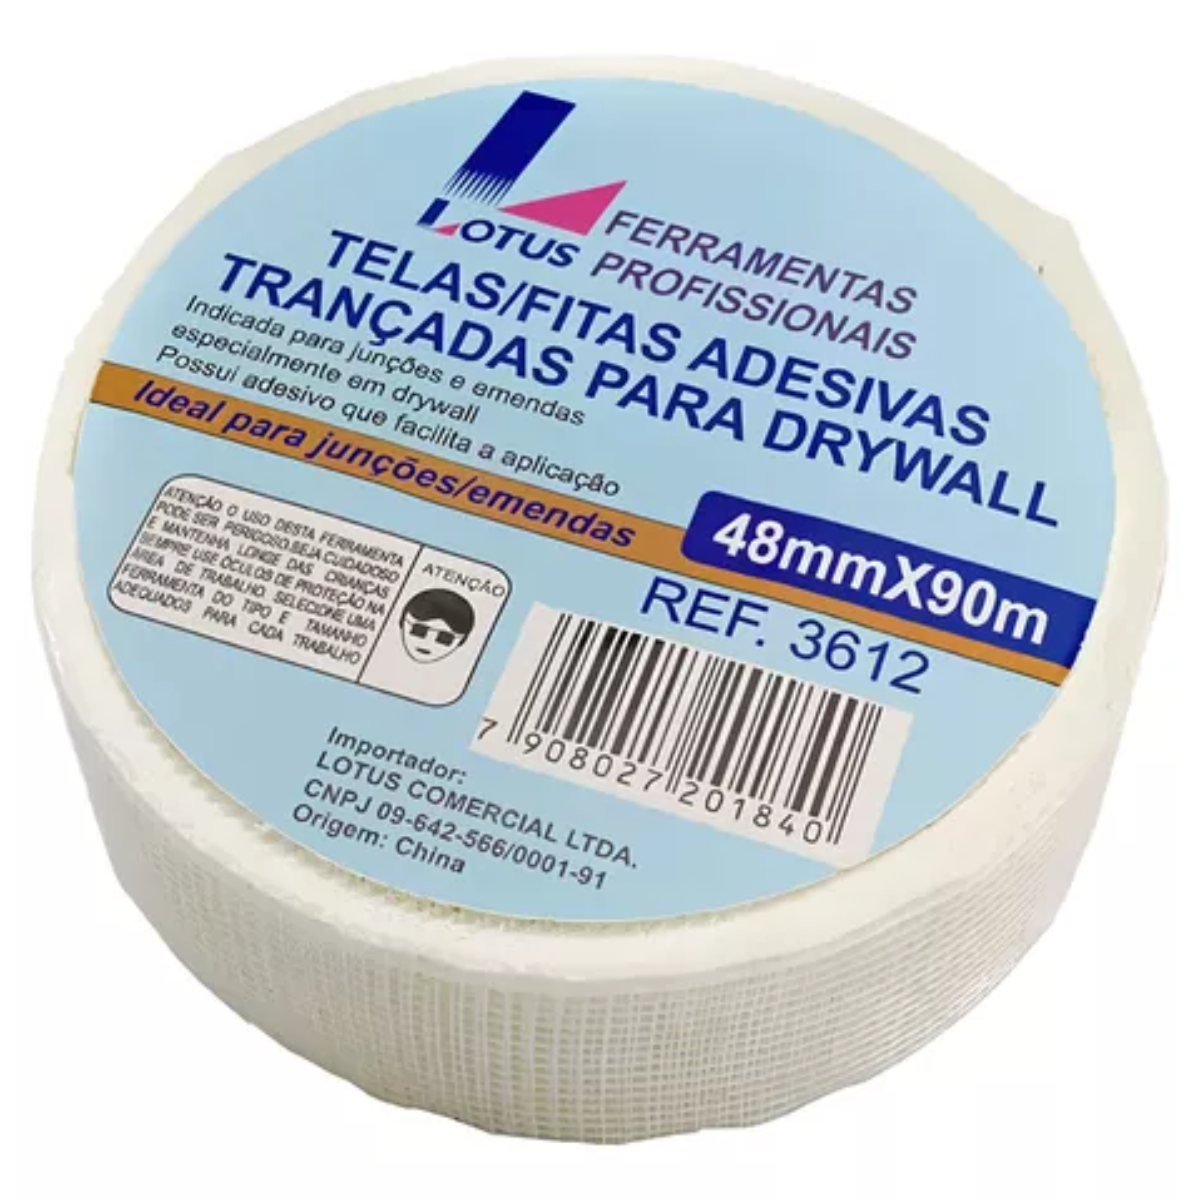 LOTUS
FERRAMENTAS
PROFISSIONAIS
TELAS/FITAS ADESIVAS
TRANÇADAS PARA DRYWALL
Indicada para junções e emendas
especialmente em drywall
Possui adesivo que facilita a aplicação
Ideal para junções/emendas
48mmX90m
REF. 3612
ATENÇÃO O USO DESTA FERRAMENTA
PODE SER PERIGOSO.SEJA CUIDADOSO
E MANTENHA LONGE DAS CRIANÇAS
SEMPRE USE ÓCULOS DE PROTEÇÃO NA
AREA DE TRABALHO. SELECIONE UMA
FERRAMENTA DO TIPO E TAMANHO
ADEQUADOS PARA CADA TRABALHO
ATENÇÃO
7 908027 201840
Importador:
LOTUS COMERCIAL LTDA.
CNPJ 09-642-566/0001-91
Origem: China